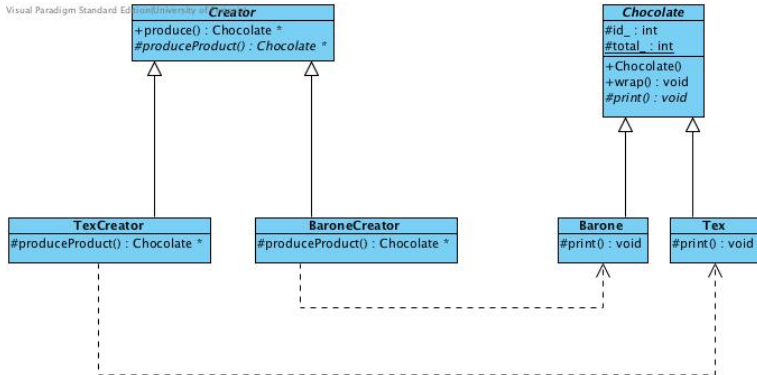 Visual Paradigm Standard Edition(University of
Creator
+produce() : Chocolate *
#produceProduct() : Chocolate *
Chocolate
#id_ : int
#total_ : int
+Chocolate()
+wrap() : void
#print() : void
TexCreator
#produceProduct() : Chocolate *
BaroneCreator
#produceProduct() : Chocolate *
Barone
#print() : void
Tex
#print() : void